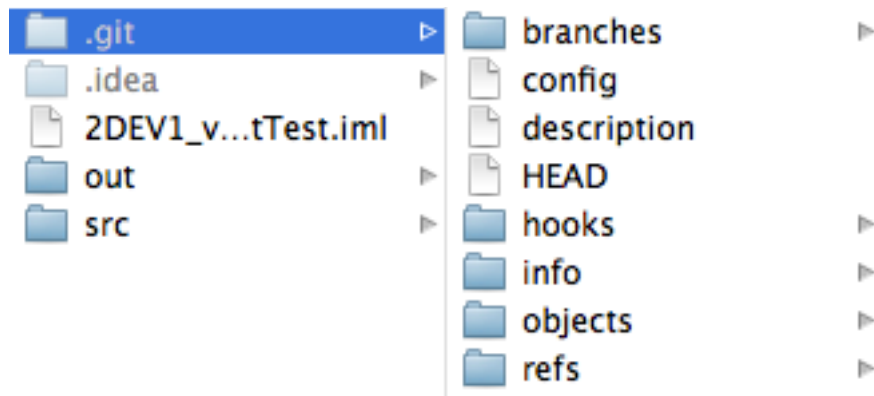 .git
.idea
2DEV1_v...tTest.iml
out
src
branches
config
description
HEAD
hooks
info
objects
refs